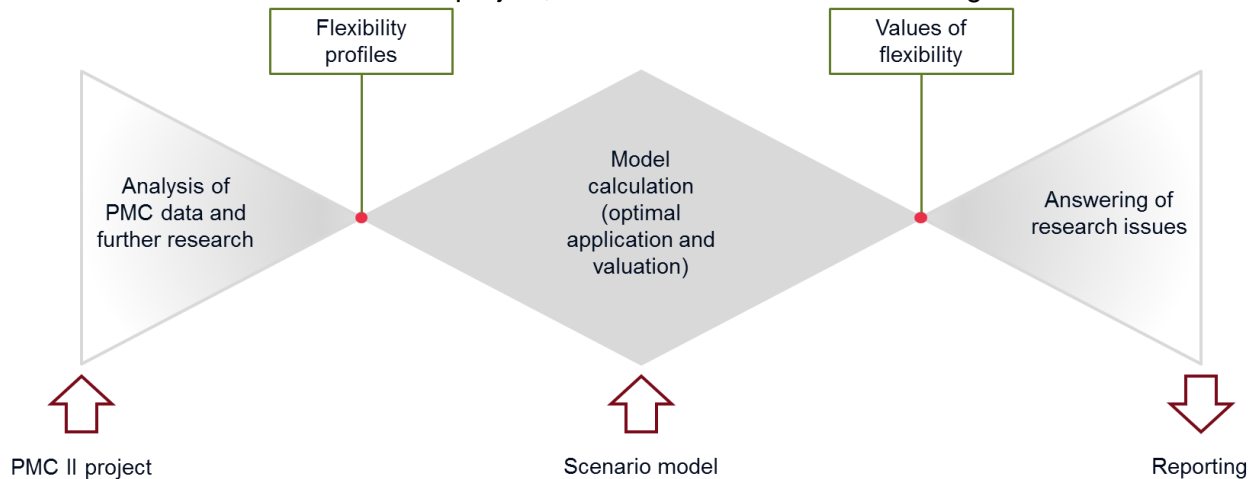 Flexibility
profiles
Values of
flexibility
Analysis of
PMC data and
further research
Model
calculation
(optimal
application and
valuation)
Answering of
research issues
PMC II project
Scenario model
Reporting